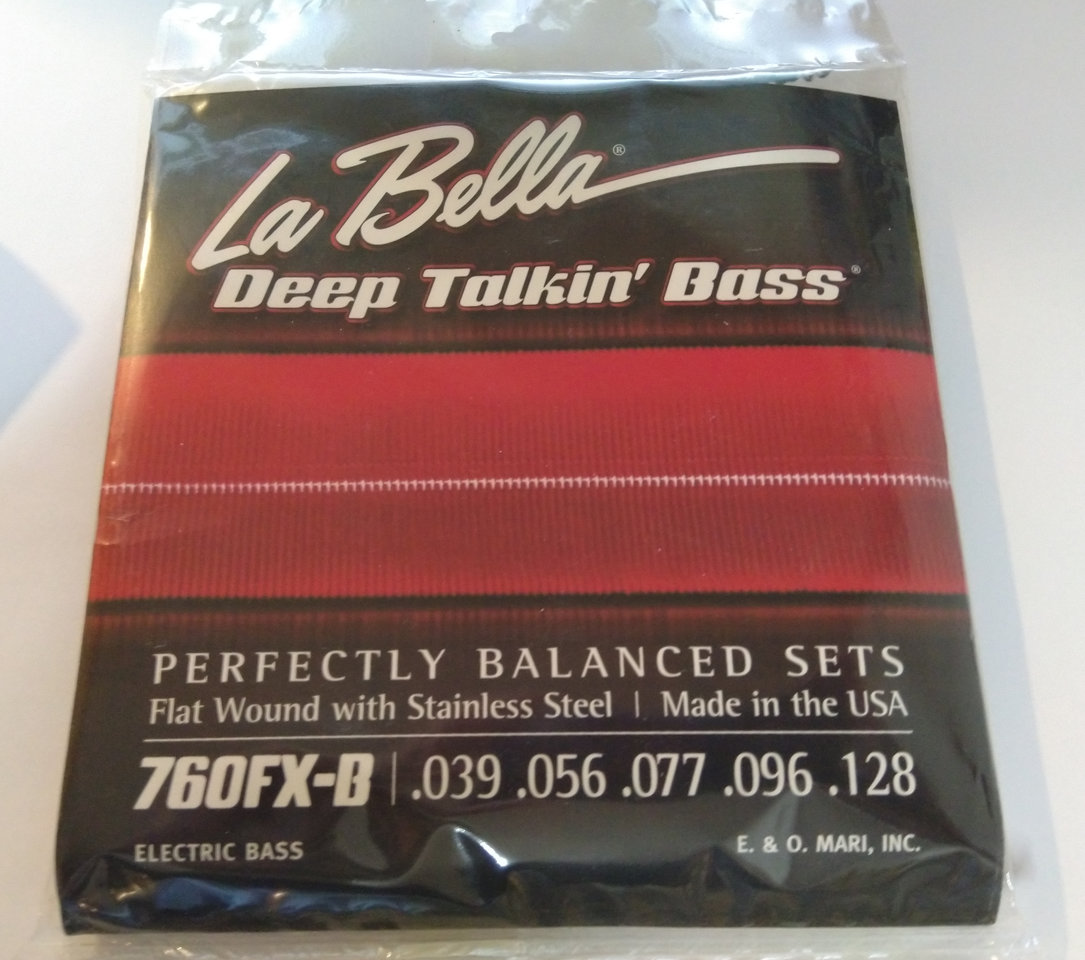 La Bella®
Deep Talkin' Bass®
PERFECTLY BALANCED SETS
Flat Wound with Stainless Steel | Made in the USA
760FX-B | .039 .056 .077 .096 .128
ELECTRIC BASS
E. & O. MARI, INC.